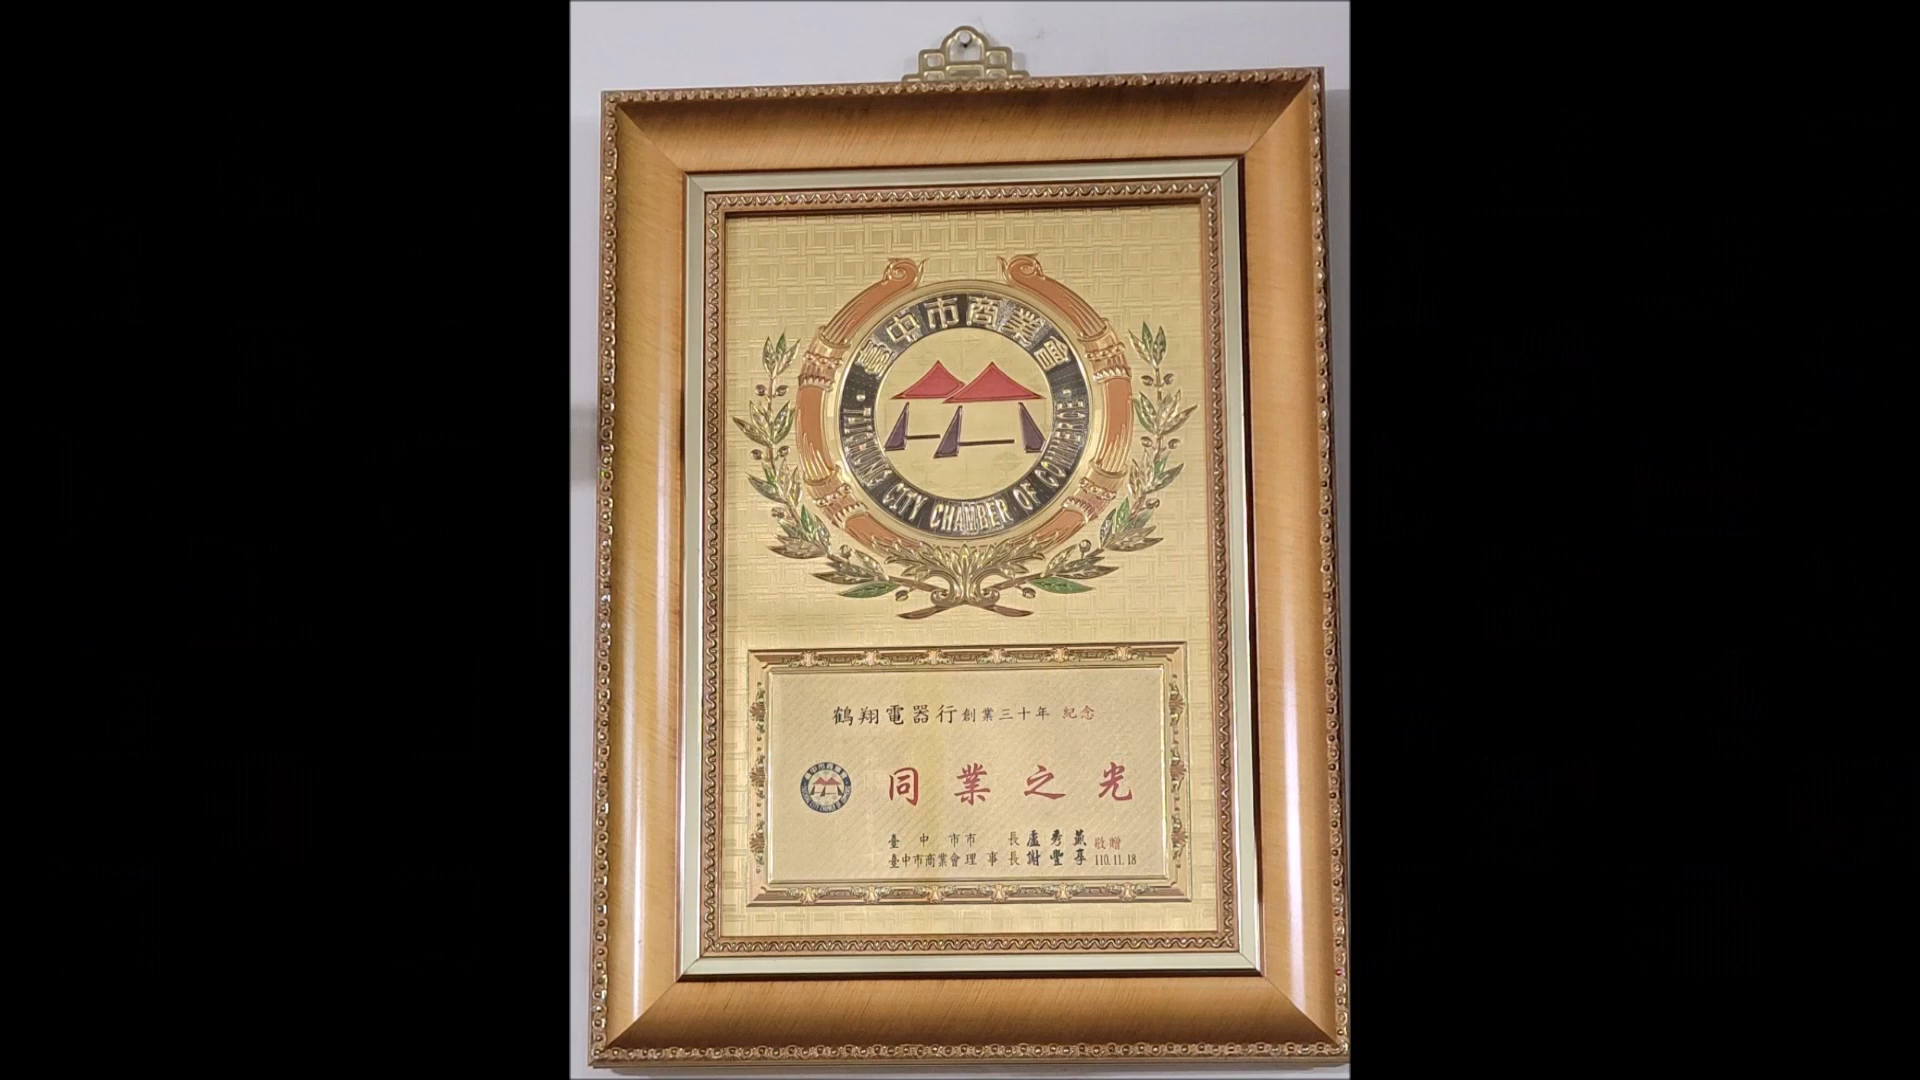 臺中市商業會
TAICHUNG CITY CHAMBER OF COMMERCE
鶴翔電器行創業三十年 紀念
同業之光
臺中市市長盧秀燕 敬贈
臺中市商業會理事長謝豐享 110.11.18